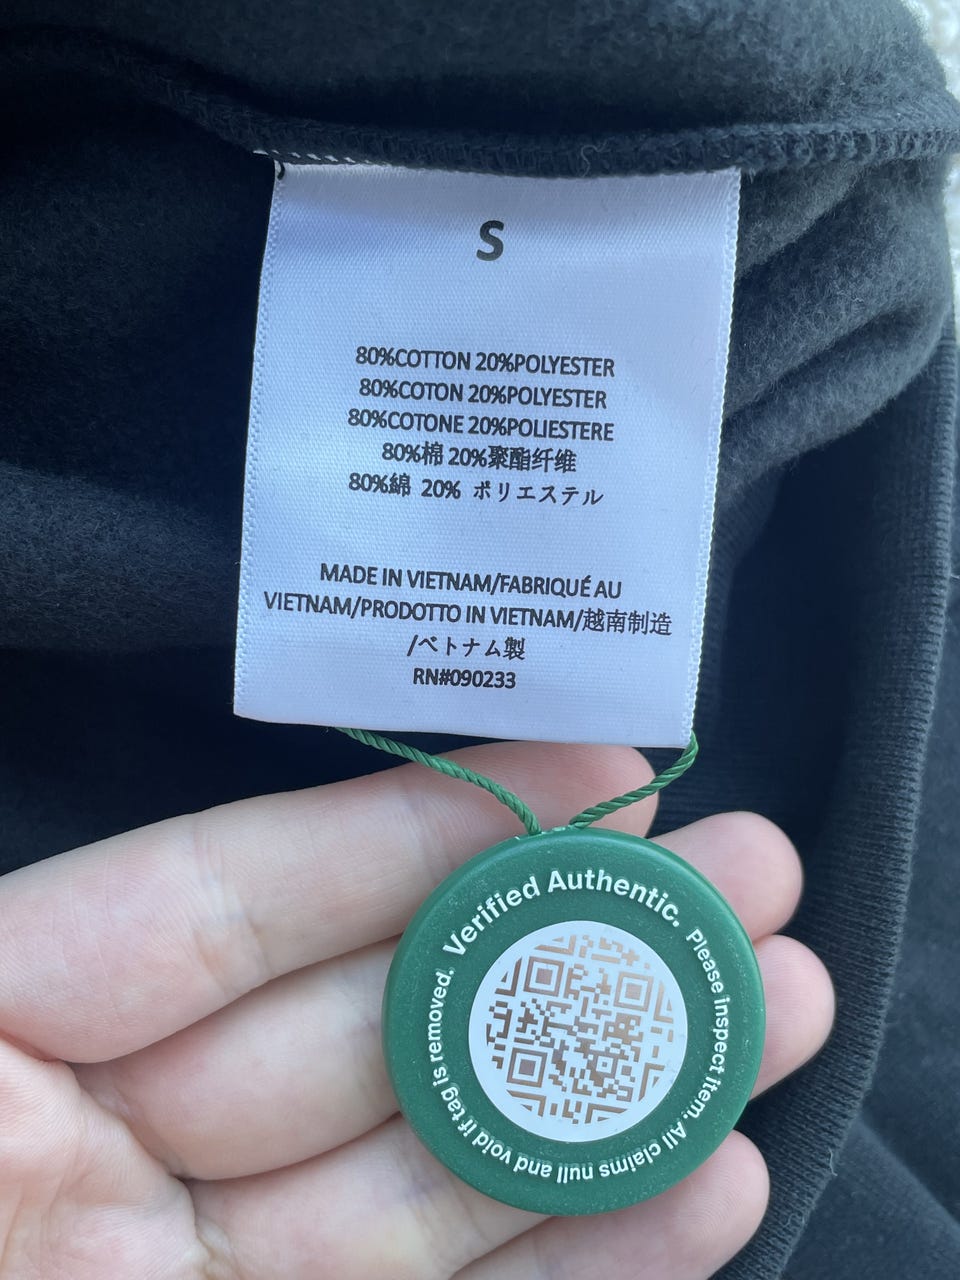 S
80%COTTON 20%POLYESTER
80%COTON 20%POLYESTER
80%COTONE 20%POLIESTERE
80%棉 20%聚酯纤维
80%綿 20% ポリエステル
MADE IN VIETNAM/FABRIQUÉ AU
VIETNAM/PRODOTTO IN VIETNAM/越南制造
/ベトナム製
RN#090233
Verified Authentic. Please inspect item. All claims null and void if tag is removed.